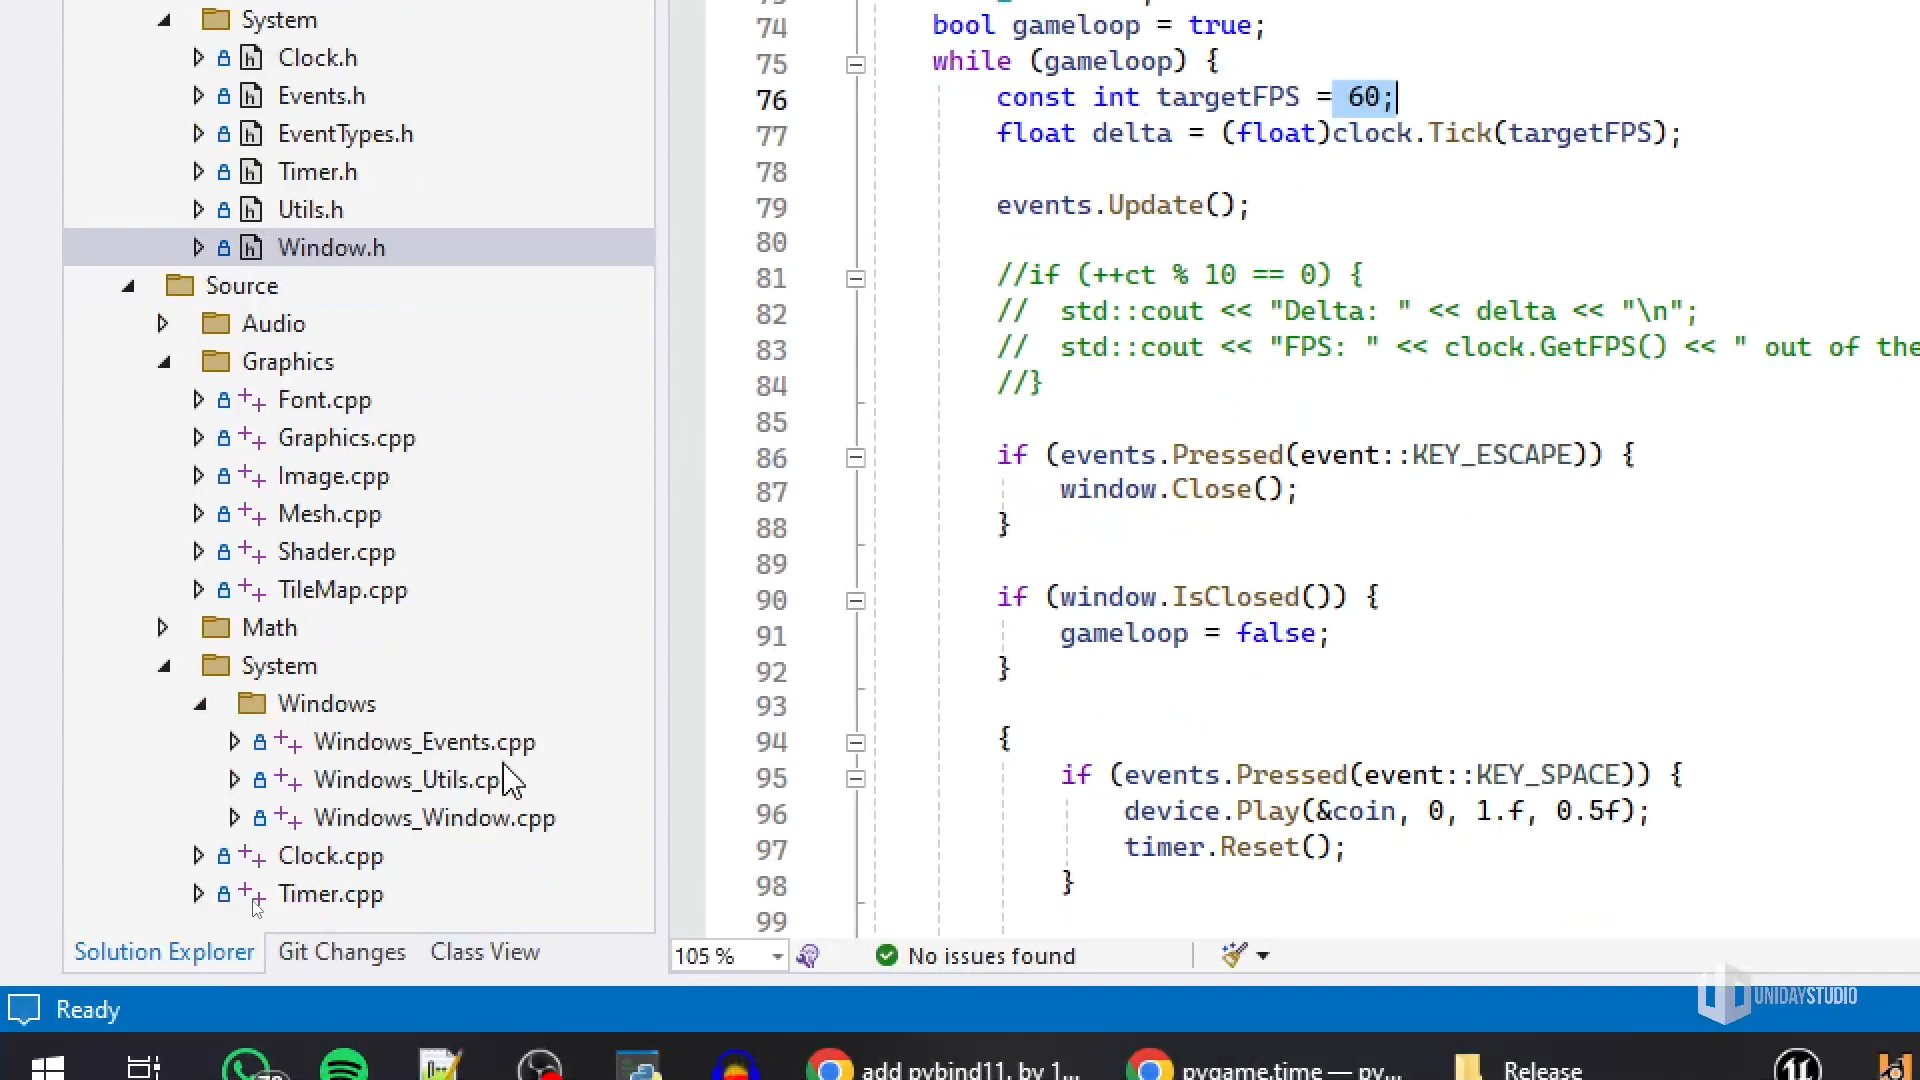 System
Clock.h
Events.h
EventTypes.h
Timer.h
Utils.h
Window.h
Source
Audio
Graphics
Font.cpp
Graphics.cpp
Image.cpp
Mesh.cpp
Shader.cpp
TileMap.cpp
Math
System
Windows
Windows_Events.cpp
Windows_Utils.cp
Windows_Window.cpp
Clock.cpp
Timer.cpp
Solution Explorer Git Changes Class View
74 bool gameloop = true;
75 while (gameloop) {
76 const int targetFPS = 60;
77 float delta = (float)clock.Tick(targetFPS);
78
79 events.Update();
80
81 //if (++ct % 10 == 0) {
82 // std::cout << "Delta: " << delta << "\n";
83 // std::cout << "FPS: " << clock.GetFPS() << " out of the
84 //}
85
86 if (events.Pressed(event::KEY_ESCAPE)) {
87 window.Close();
88 }
89
90 if (window.IsClosed()) {
91 gameloop = false;
92 }
93
94 {
95 if (events.Pressed(event::KEY_SPACE)) {
96 device.Play(&coin, 0, 1.f, 0.5f);
97 timer.Reset();
98 }
99
105 % No issues found
UNIDAYSTUDIO
Ready
add pybind11. by 1... pygame.time — py... Release